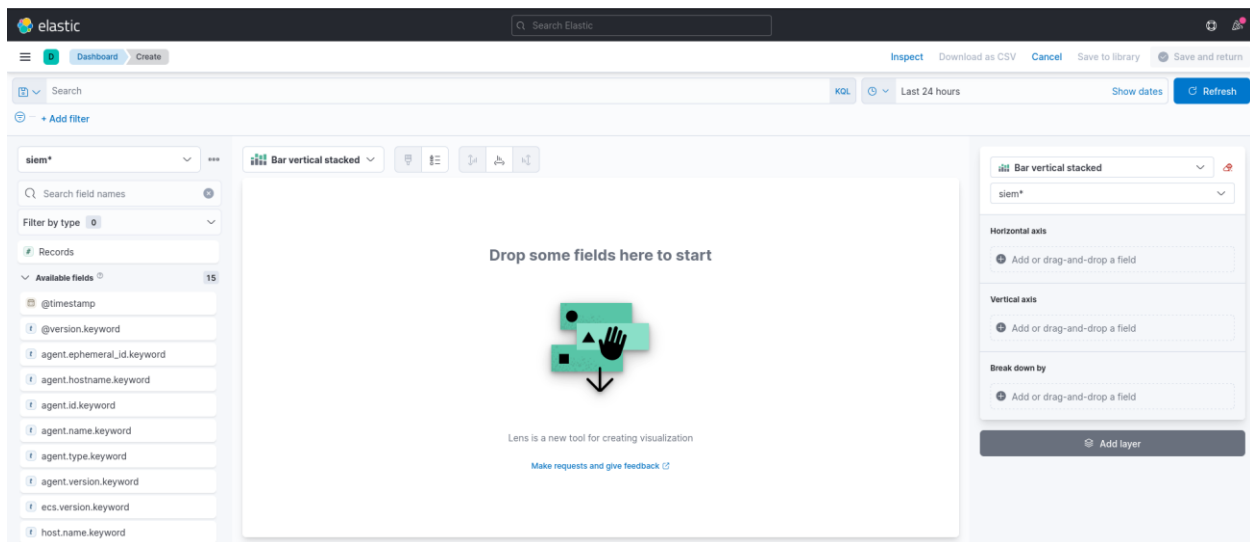 elastic
Search Elastic
D
Dashboard
Create
Inspect
Download as CSV
Cancel
Save to library
Save and return
Search
KQL
Last 24 hours
Show dates
Refresh
+ Add filter
siem*
Search field names
Filter by type 0
# Records
Available fields
15
@timestamp
t @version.keyword
t agent.ephemeral_id.keyword
t agent.hostname.keyword
t agent.id.keyword
t agent.name.keyword
t agent.type.keyword
t agent.version.keyword
t ecs.version.keyword
t host.name.keyword
Bar vertical stacked
Drop some fields here to start
Lens is a new tool for creating visualization
Make requests and give feedback
Bar vertical stacked
siem*
Horizontal axis
Add or drag-and-drop a field
Vertical axis
Add or drag-and-drop a field
Break down by
Add or drag-and-drop a field
Add layer